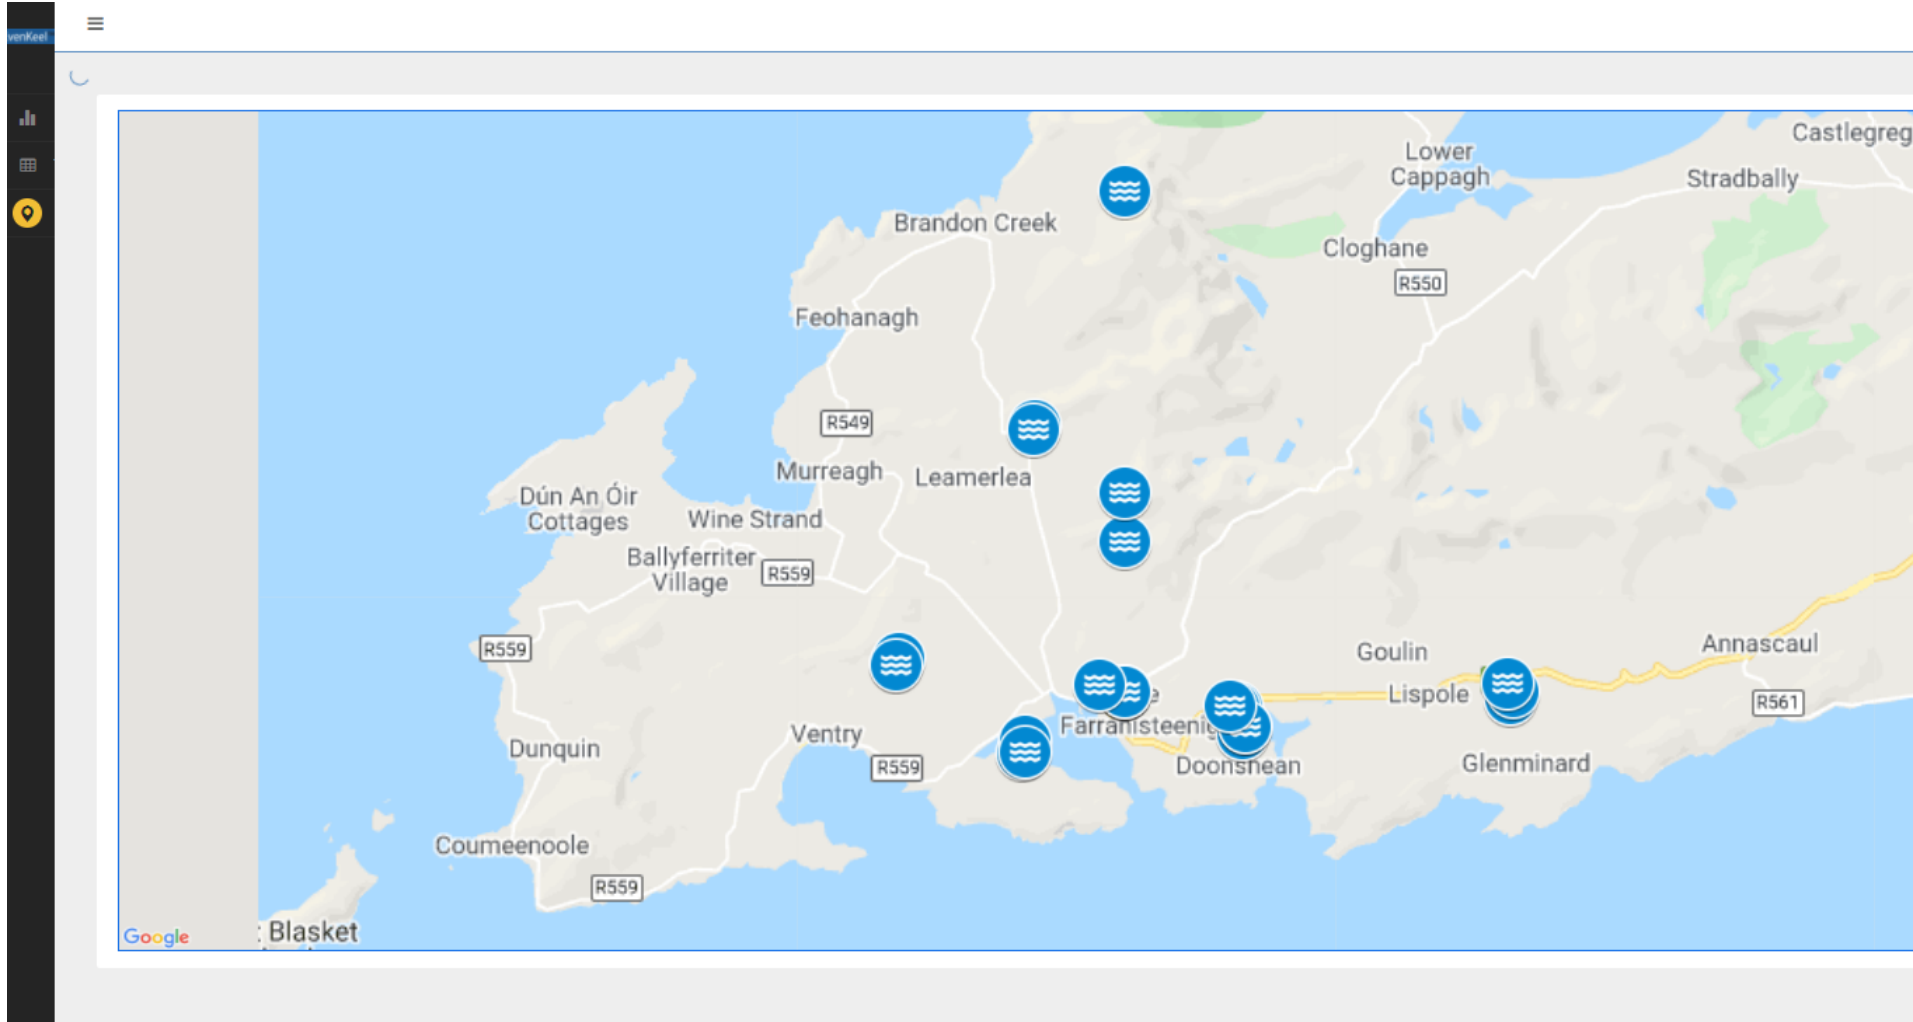 venKeel
Castlegreg
Lower
Cappagh
Stradbally
Brandon Creek
Cloghane
R550
Feohanagh
R549
Murreagh
Leamerlea
Dún An Óir
Cottages
Wine Strand
Ballyferriter
Village
R559
R559
Goulin
Annascaul
Lispole
R561
e
Farranisteenig
Ventry
Dunquin
R559
Doonshean
Glenminard
Coumeenoole
R559
Blasket
Google